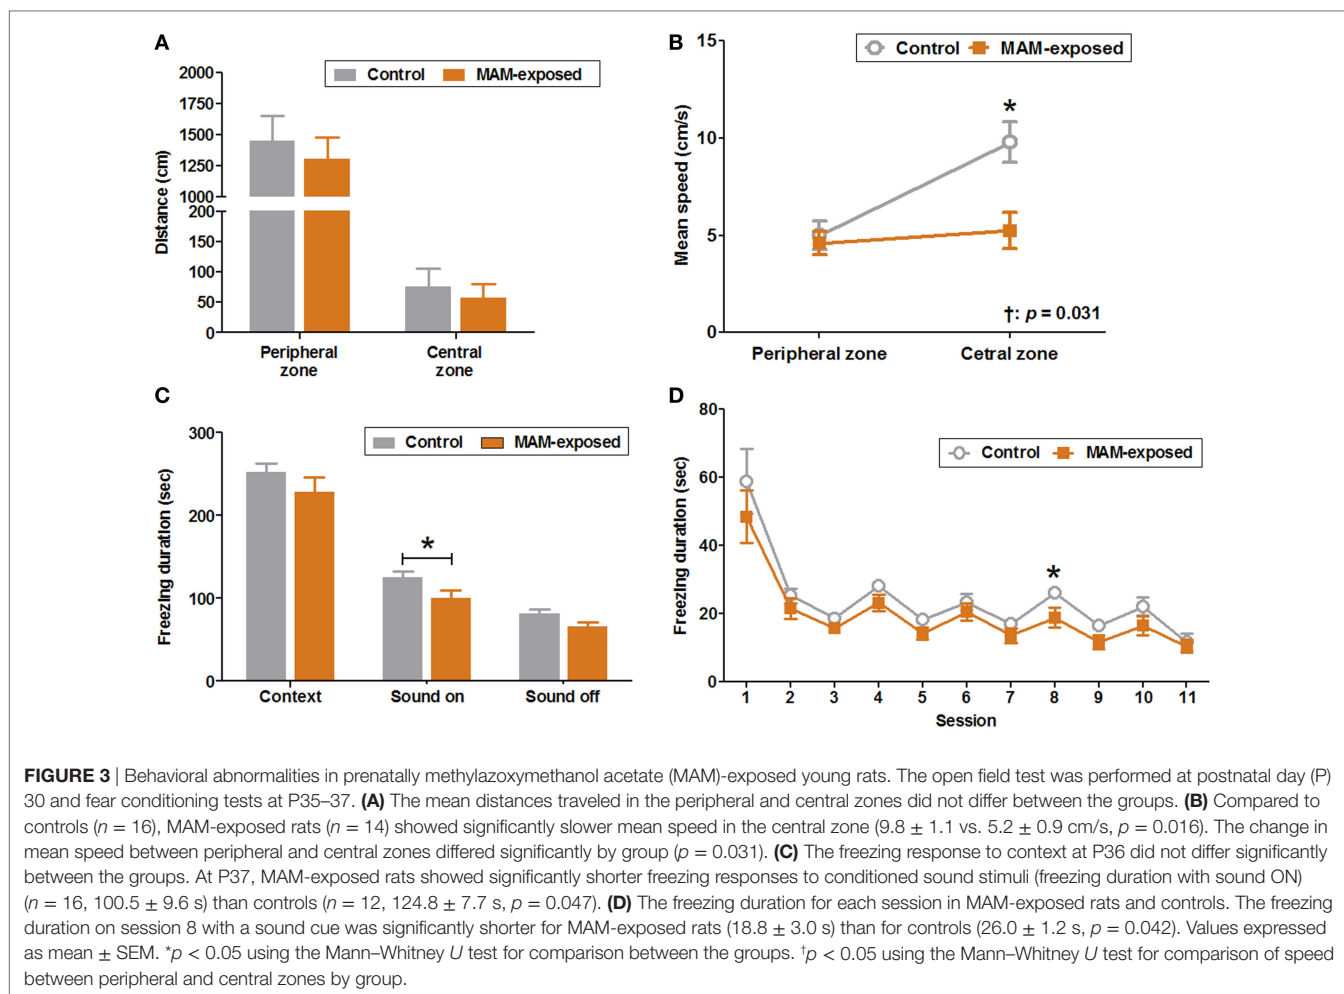 A
Control MAM-exposed
2000
1750
1500
1250
1000
200
150
100
50
0
Distance (cm)
Peripheral zone
Central zone
B
Control MAM-exposed
15
10
5
0
Mean speed (cm/s)
*
†: p = 0.031
Peripheral zone
Cetral zone
C
Control MAM-exposed
300
200
100
0
Freezing duration (sec)
*
Context
Sound on
Sound off
D
Control MAM-exposed
80
60
40
20
0
Freezing duration (sec)
*
1 2 3 4 5 6 7 8 9 10 11
Session
FIGURE 3 | Behavioral abnormalities in prenatally methylazoxymethanol acetate (MAM)-exposed young rats. The open field test was performed at postnatal day (P)
30 and fear conditioning tests at P35–37. (A) The mean distances traveled in the peripheral and central zones did not differ between the groups. (B) Compared to
controls (n = 16), MAM-exposed rats (n = 14) showed significantly slower mean speed in the central zone (9.8 ± 1.1 vs. 5.2 ± 0.9 cm/s, p = 0.016). The change in
mean speed between peripheral and central zones differed significantly by group (p = 0.031). (C) The freezing response to context at P36 did not differ significantly
between the groups. At P37, MAM-exposed rats showed significantly shorter freezing responses to conditioned sound stimuli (freezing duration with sound ON)
(n = 16, 100.5 ± 9.6 s) than controls (n = 12, 124.8 ± 7.7 s, p = 0.047). (D) The freezing duration for each session in MAM-exposed rats and controls. The freezing
duration on session 8 with a sound cue was significantly shorter for MAM-exposed rats (18.8 ± 3.0 s) than for controls (26.0 ± 1.2 s, p = 0.042). Values expressed
as mean ± SEM. *p < 0.05 using the Mann–Whitney U test for comparison between the groups. †p < 0.05 using the Mann–Whitney U test for comparison of speed
between peripheral and central zones by group.